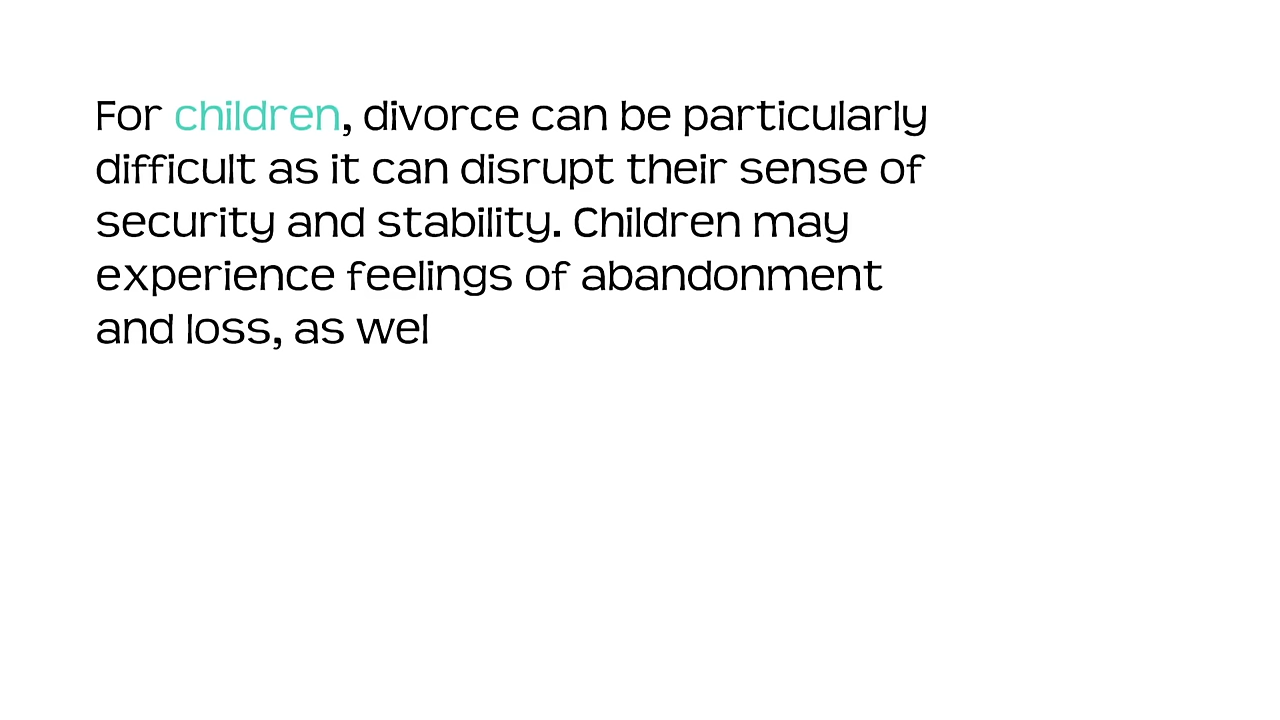 For children, divorce can be particularly
difficult as it can disrupt their sense of
security and stability. Children may
experience feelings of abandonment
and loss, as wel